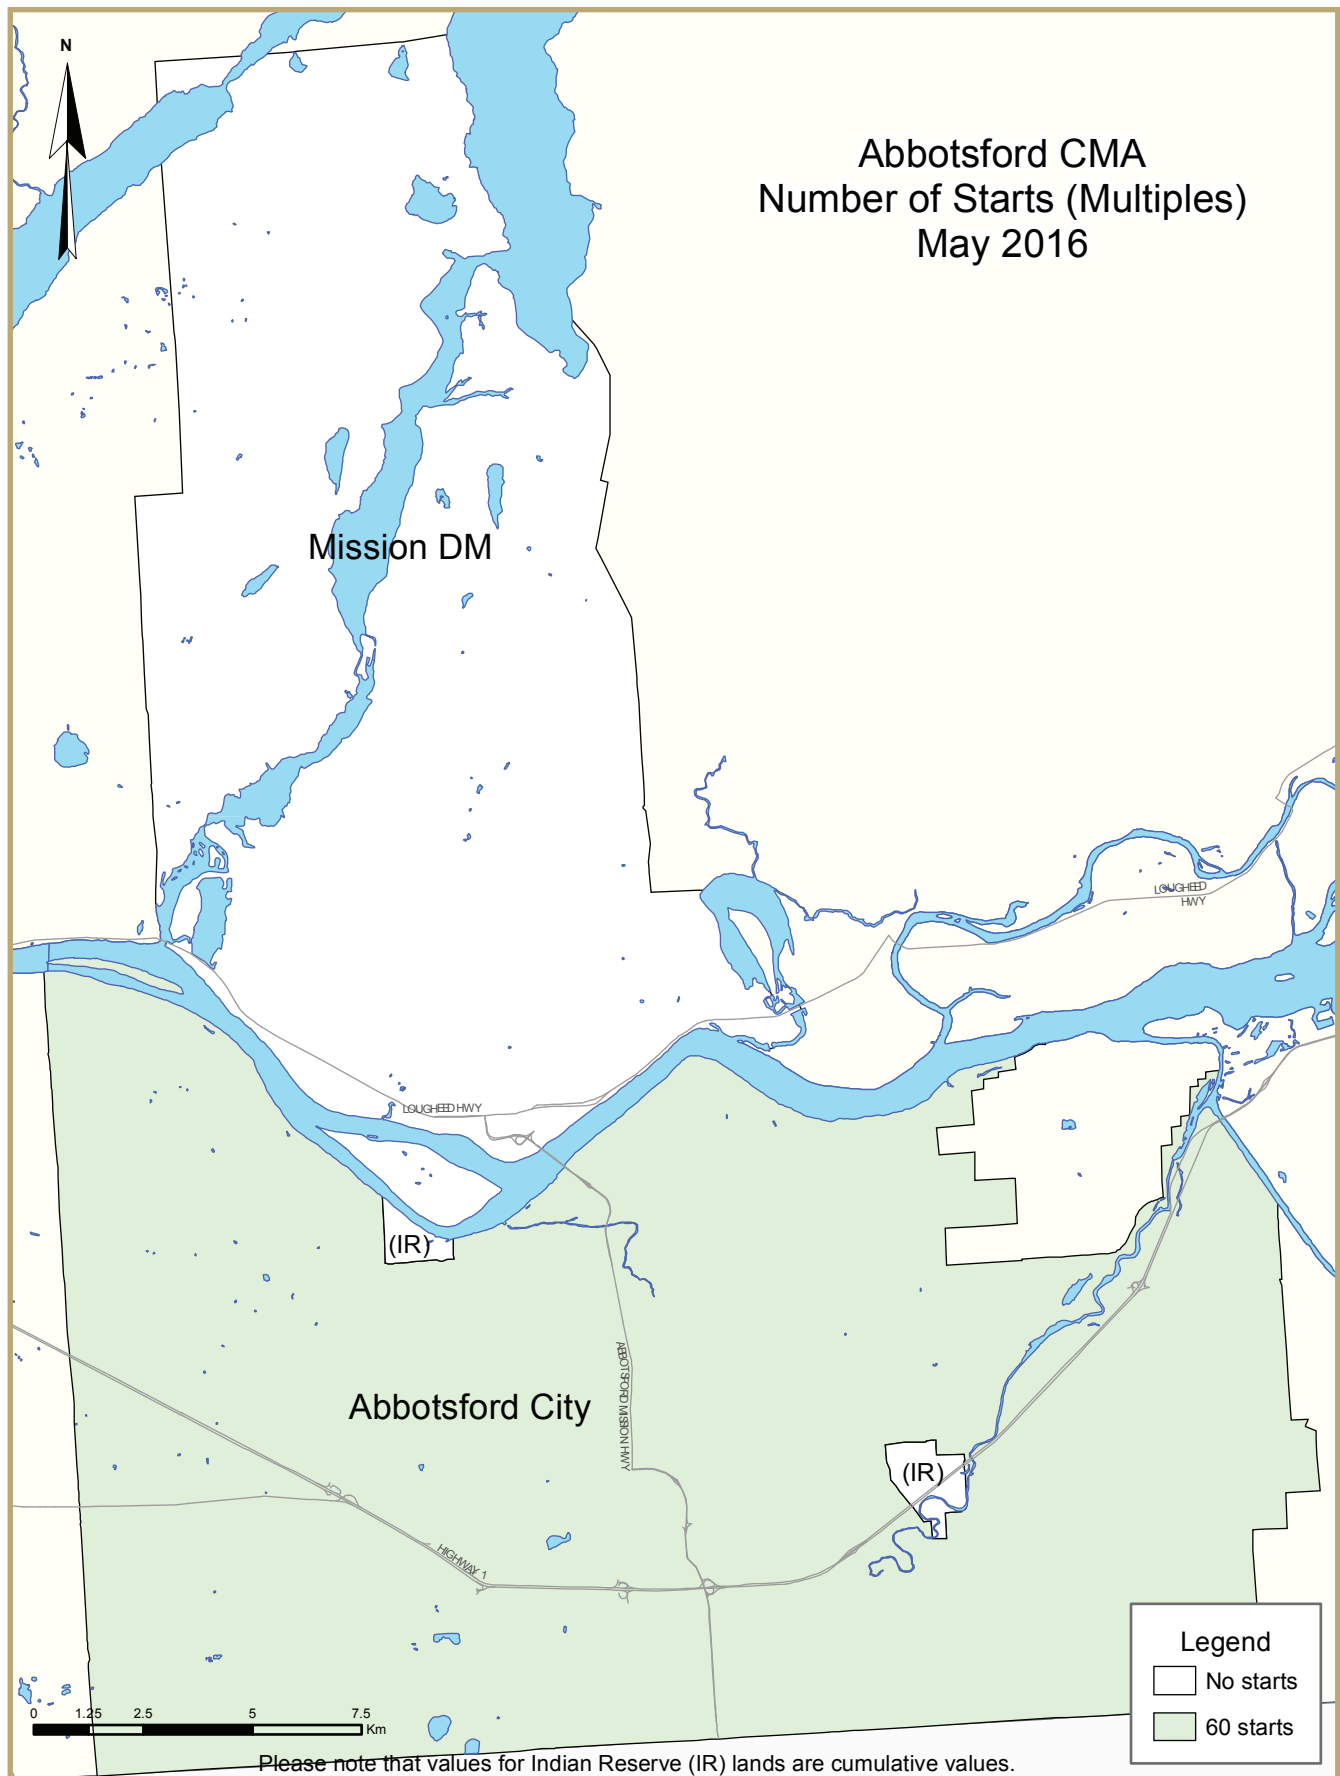 N
Abbotsford CMA
Number of Starts (Multiples)
May 2016
Mission DM
LOUGHEED
HWY
LOUGHEED HWY
(IR)
ABBOTSFORD MISSION HWY
Abbotsford City
(IR)
HIGHWAY 1
Legend
No starts
60 starts
0 1.25 2.5 5 7.5
Km
Please note that values for Indian Reserve (IR) lands are cumulative values.